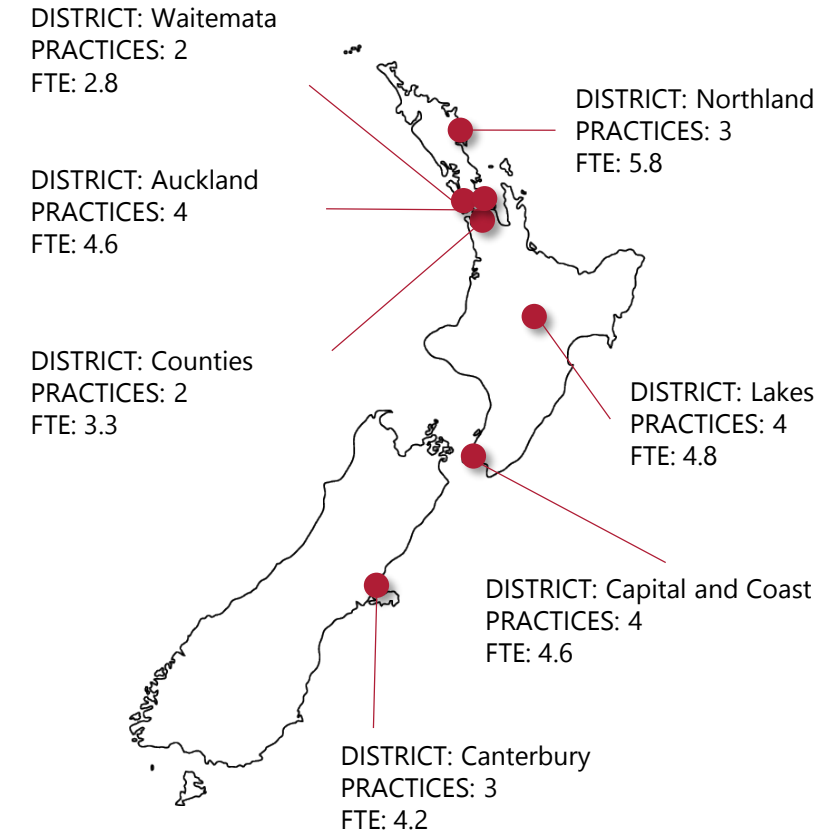 DISTRICT: Waitemata
PRACTICES: 2
FTE: 2.8
DISTRICT: Northland
PRACTICES: 3
FTE: 5.8
DISTRICT: Auckland
PRACTICES: 4
FTE: 4.6
DISTRICT: Counties
PRACTICES: 2
FTE: 3.3
DISTRICT: Lakes
PRACTICES: 4
FTE: 4.8
DISTRICT: Capital and Coast
PRACTICES: 4
FTE: 4.6
DISTRICT: Canterbury
PRACTICES: 3
FTE: 4.2